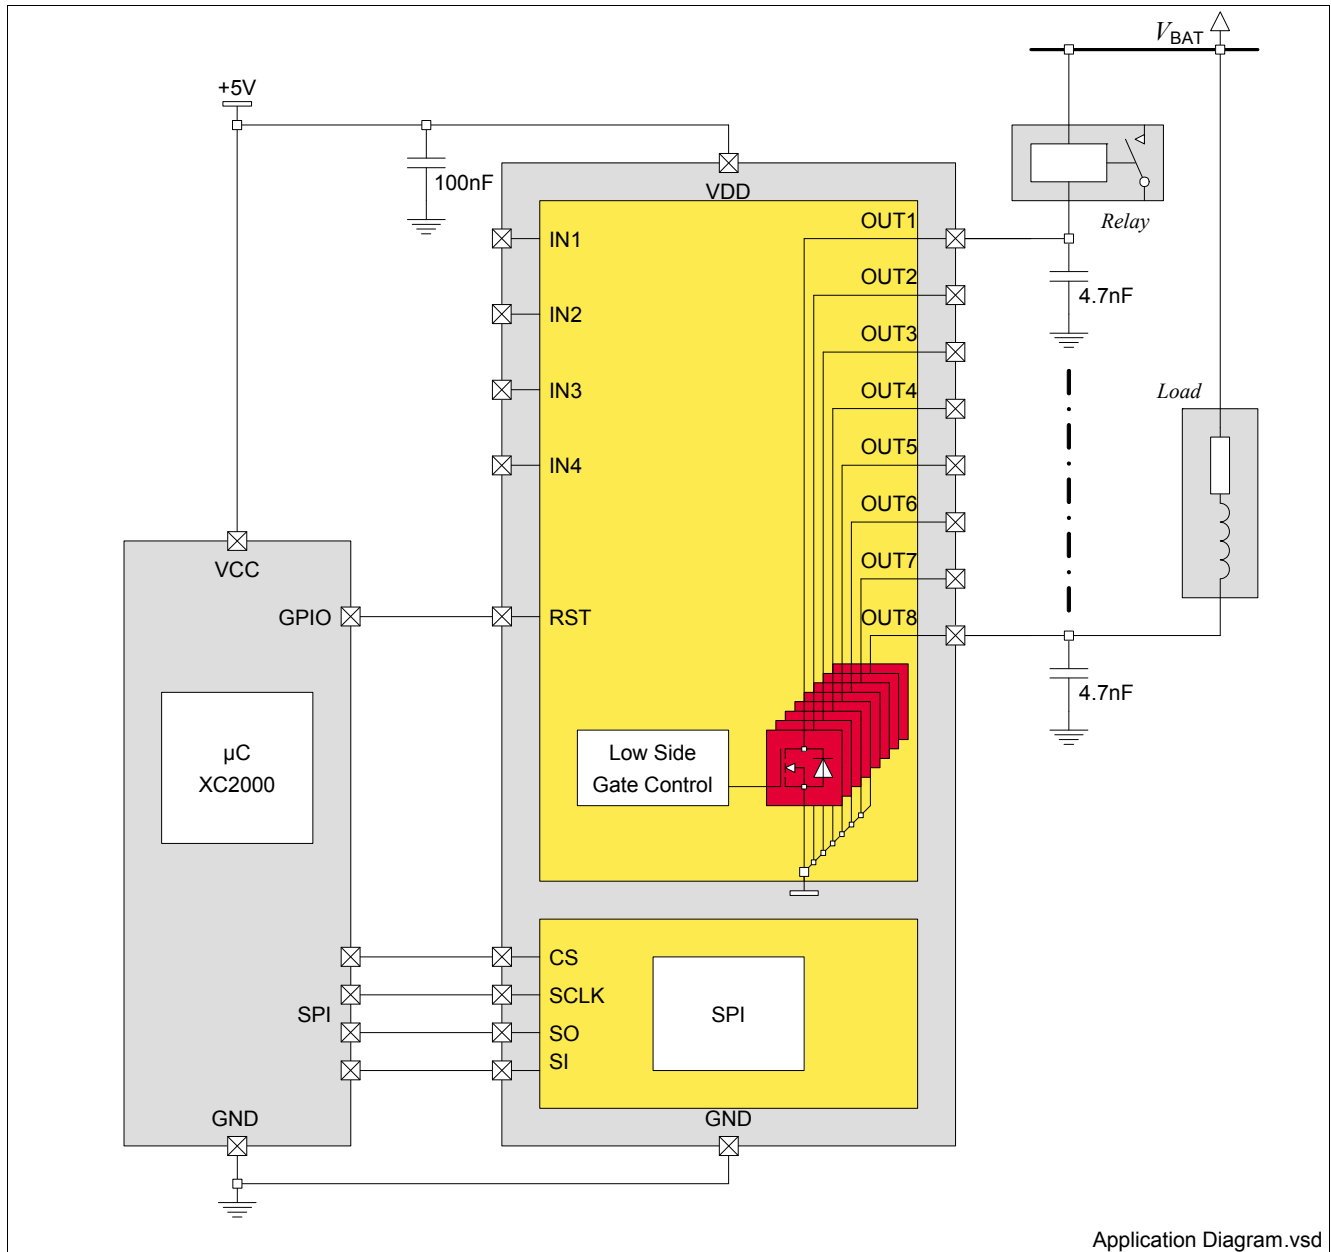 V BAT
+5V
100nF
VDD
IN1
IN2
IN3
IN4
RST
OUT1
OUT2
OUT3
OUT4
OUT5
OUT6
OUT7
OUT8
Relay
4.7nF
Load
4.7nF
VCC
GPIO
µC
XC2000
SPI
GND
Low Side
Gate Control
CS
SCLK
SO
SI
SPI
GND
Application Diagram.vsd